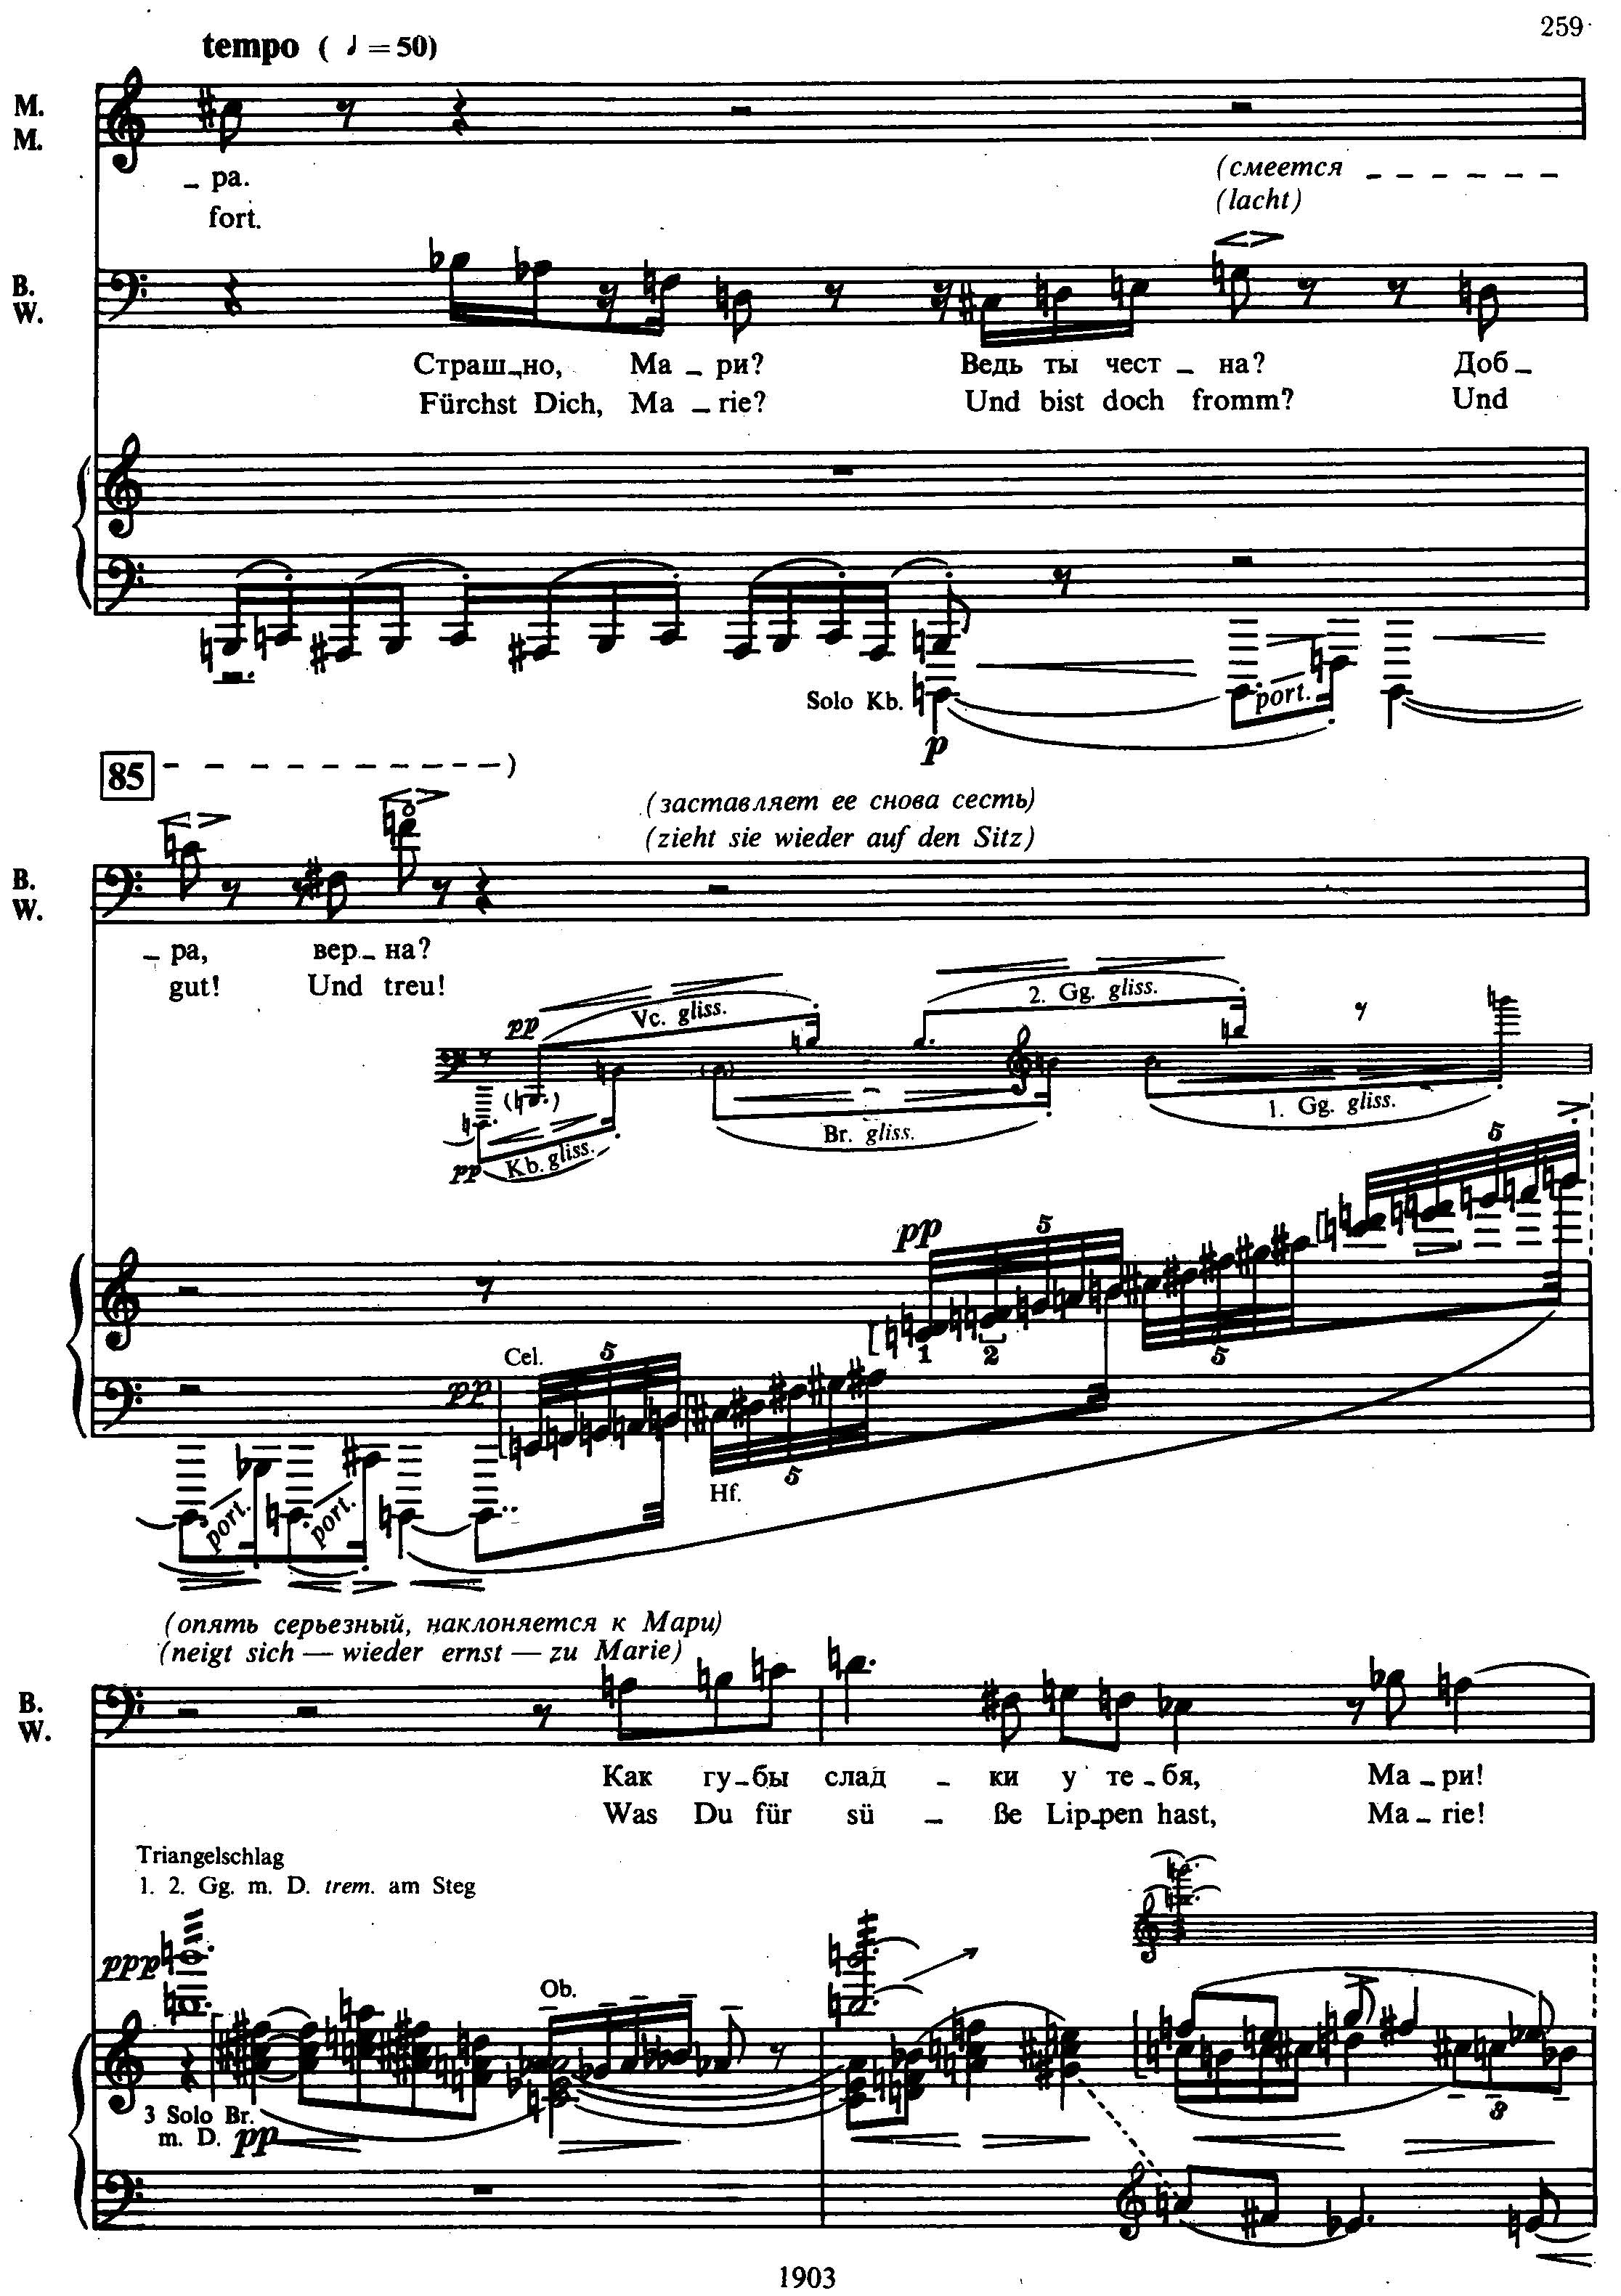 259
tempo ( ♩ = 50)
M.
M.
- ра.
fort.
(смеется
(lacht)
B.
W.
Страш-но, Ма - ри? Ведь ты чест - на? Доб -
Fürchst Dich, Ma - rie? Und bist doch fromm? Und
Solo Kb.
p
port.
85
)
(заставляет ее снова сесть)
(zieht sie wieder auf den Sitz)
B.
W.
- ра, вер - на?
gut! Und treu!
pp
Vc. gliss.
2. Gg. gliss.
Br. gliss.
1. Gg. gliss.
pp Kb. gliss.
5
pp
5
1 2
5
Cel.
5
pp
5
Hf.
port.
port.
(опять серьезный, наклоняется к Мари)
(neigt sich — wieder ernst — zu Marie)
B.
W.
Как гу-бы слад - ки у те-бя, Ма-ри!
Was Du für sü - ße Lip-pen hast, Ma-rie!
Triangelschlag
1. 2. Gg. m. D. trem. am Steg
ppp
Ob.
3 Solo Br.
m. D. pp
3
1903